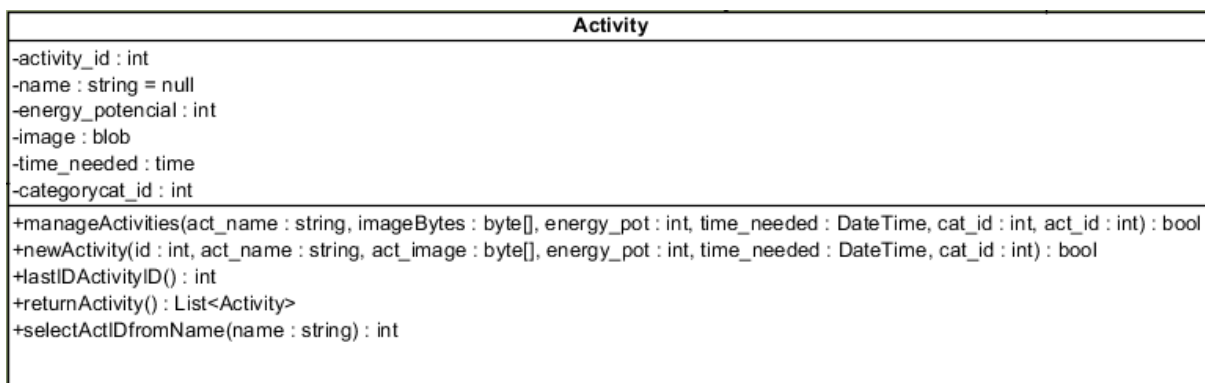 Activity
-activity_id : int
-name : string = null
-energy_potencial : int
-image : blob
-time_needed : time
-categorycat_id : int
+manageActivities(act_name : string, imageBytes : byte[], energy_pot : int, time_needed : DateTime, cat_id : int, act_id : int) : bool
+newActivity(id : int, act_name : string, act_image : byte[], energy_pot : int, time_needed : DateTime, cat_id : int) : bool
+lastIDActivityID() : int
+returnActivity() : List<Activity>
+selectActIDfromName(name : string) : int